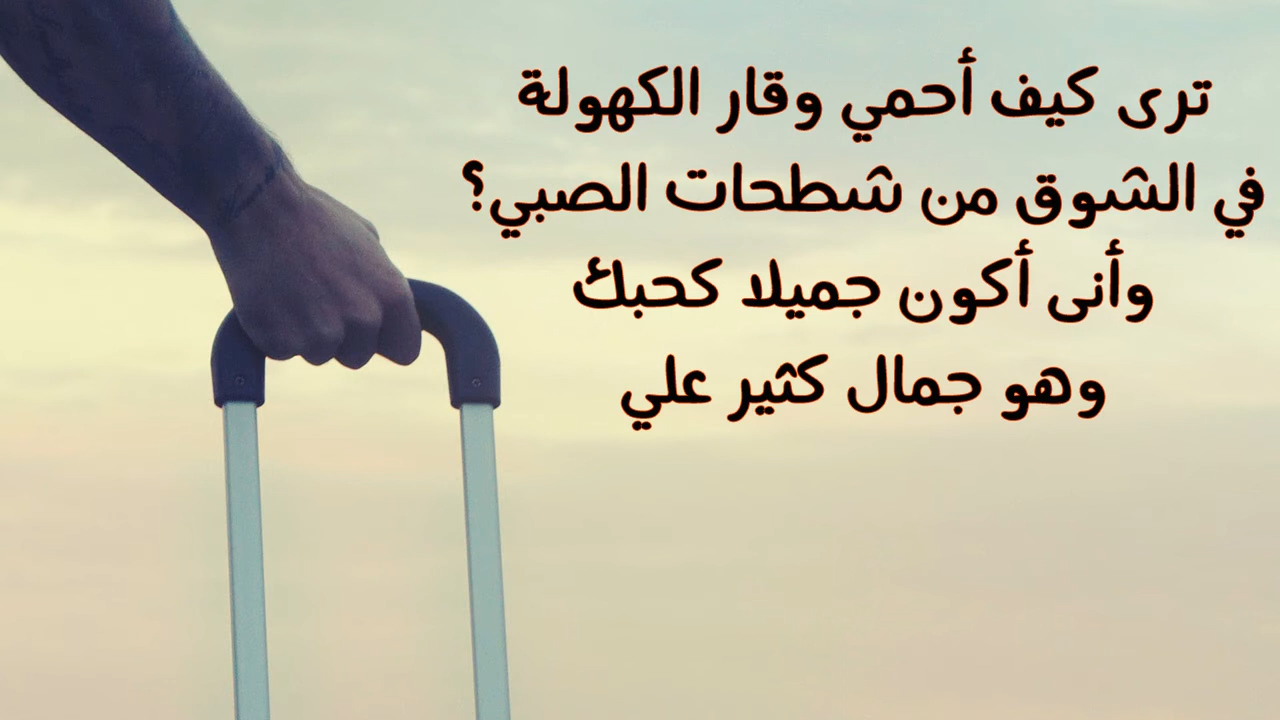 ترى كيف أحمي وقار الكهولة
في الشوق من شطحات الصبي؟
وأنى أكون جميلا كحبك
وهو جمال كثير علي